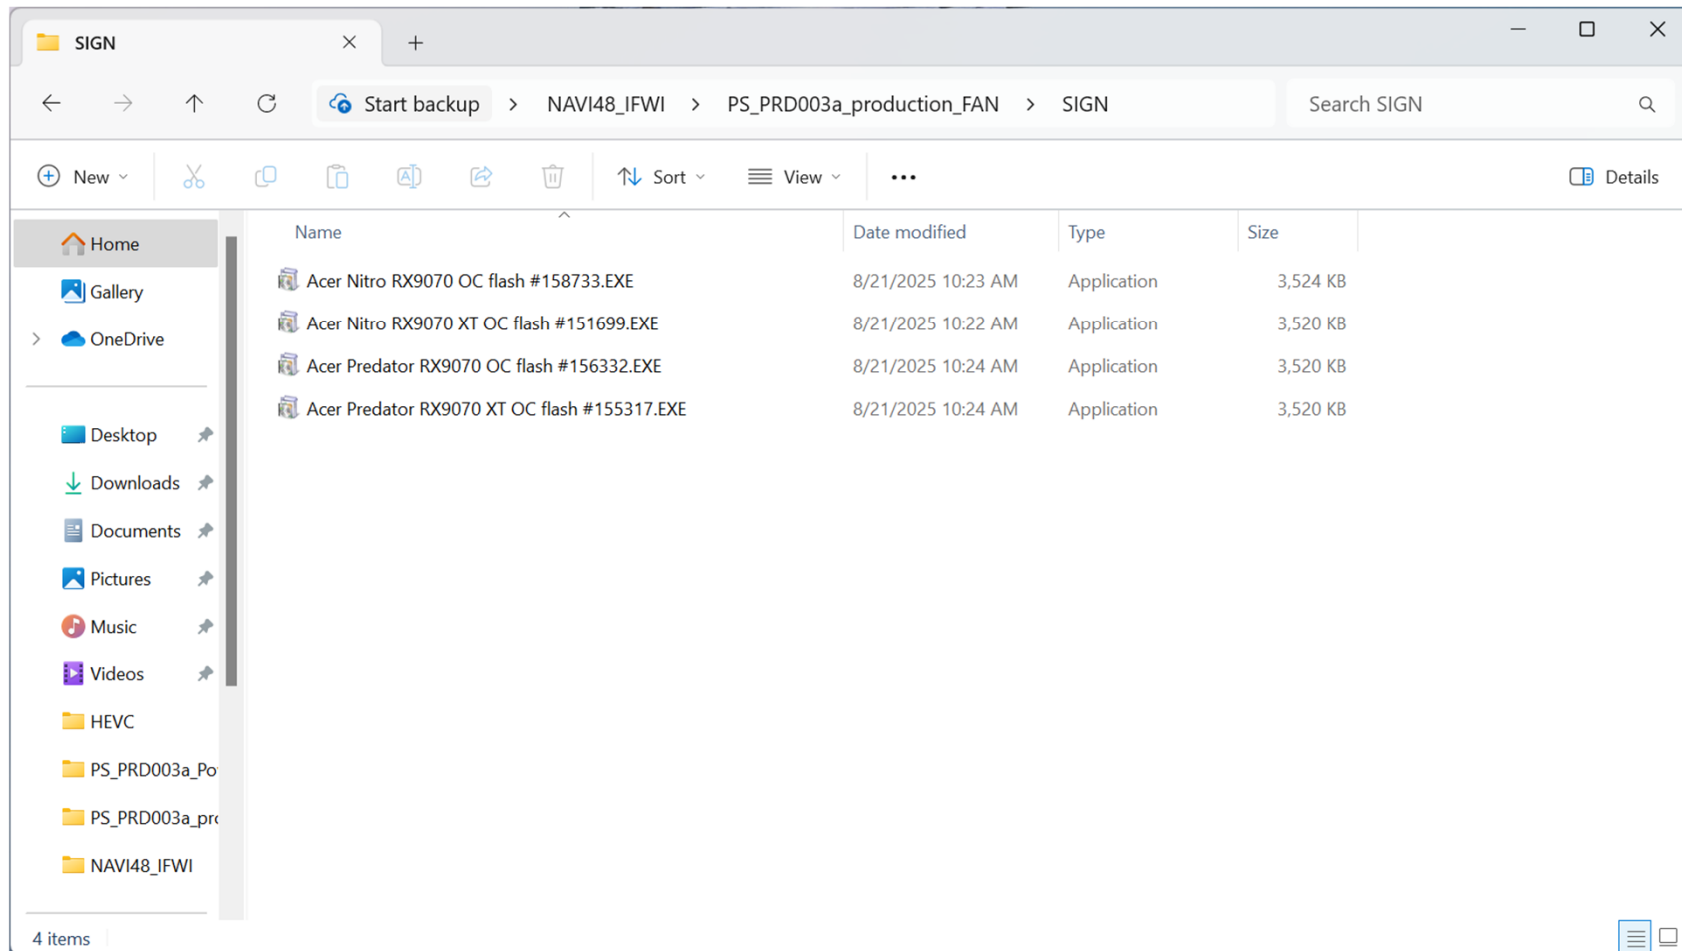 SIGN
Start backup > NAVI48_IFWI > PS_PRD003a_production_FAN > SIGN
Search SIGN
New
Sort
View
Details
Name Date modified Type Size
Acer Nitro RX9070 OC flash #158733.EXE 8/21/2025 10:23 AM Application 3,524 KB
Acer Nitro RX9070 XT OC flash #151699.EXE 8/21/2025 10:22 AM Application 3,520 KB
Acer Predator RX9070 OC flash #156332.EXE 8/21/2025 10:24 AM Application 3,520 KB
Acer Predator RX9070 XT OC flash #155317.EXE 8/21/2025 10:24 AM Application 3,520 KB
Home
Gallery
OneDrive
Desktop
Downloads
Documents
Pictures
Music
Videos
HEVC
PS_PRD003a_Po
PS_PRD003a_pro
NAVI48_IFWI
4 items